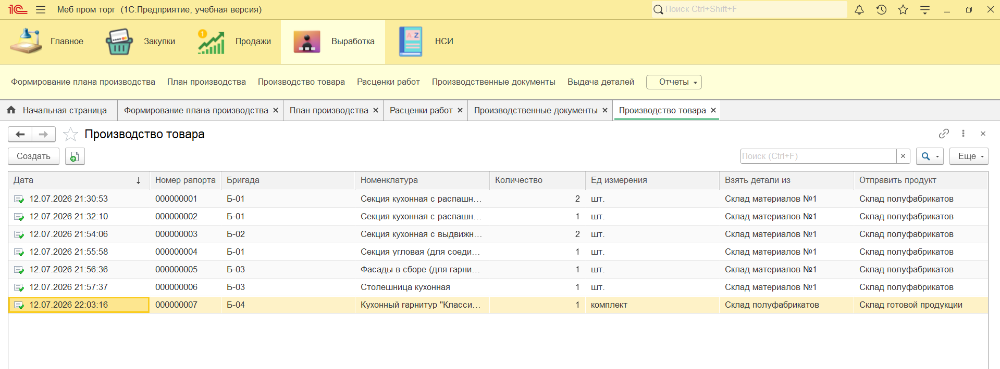 1С Меб пром торг (1С:Предприятие, учебная версия) Поиск Ctrl+Shift+F
Главное Закупки 1 Продажи Выработка A Z НСИ
Формирование плана производства План производства Производство товара Расценки работ Производственные документы Выдача деталей Отчеты
Начальная страница Формирование плана производства План производства Расценки работ Производственные документы Производство товара
Производство товара
Создать Поиск (Ctrl+F) Еще
Дата Номер рапорта Бригада Номенклатура Количество Ед измерения Взять детали из Отправить продукт
12.07.2026 21:30:53 000000001 Б-01 Секция кухонная с распашн... 2 шт. Склад материалов №1 Склад полуфабрикатов
12.07.2026 21:32:10 000000002 Б-01 Секция кухонная с распашн... 1 шт. Склад материалов №1 Склад полуфабрикатов
12.07.2026 21:54:06 000000003 Б-02 Секция кухонная с выдвижн... 2 шт. Склад материалов №1 Склад полуфабрикатов
12.07.2026 21:55:58 000000004 Б-01 Секция угловая (для соеди... 1 шт. Склад материалов №1 Склад полуфабрикатов
12.07.2026 21:56:36 000000005 Б-03 Фасады в сборе (для гарни... 1 шт. Склад материалов №1 Склад полуфабрикатов
12.07.2026 21:57:37 000000006 Б-03 Столешница кухонная 1 шт. Склад материалов №1 Склад полуфабрикатов
12.07.2026 22:03:16 000000007 Б-04 Кухонный гарнитур "Класси... 1 комплект Склад полуфабрикатов Склад готовой продукции